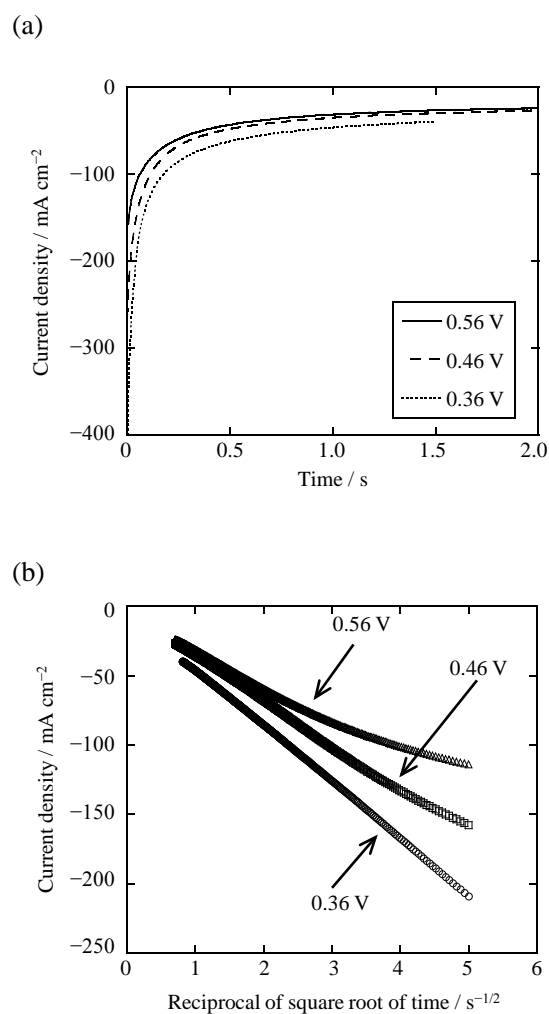 (a)
0
−100
−200
−300
−400
Current density / mA cm⁻²
0.56 V
0.46 V
0.36 V
0 0.5 1.0 1.5 2.0
Time / s
(b)
0
−50
−100
−150
−200
−250
Current density / mA cm⁻²
0.56 V
0.46 V
0.36 V
0 1 2 3 4 5 6
Reciprocal of square root of time / s⁻¹/²